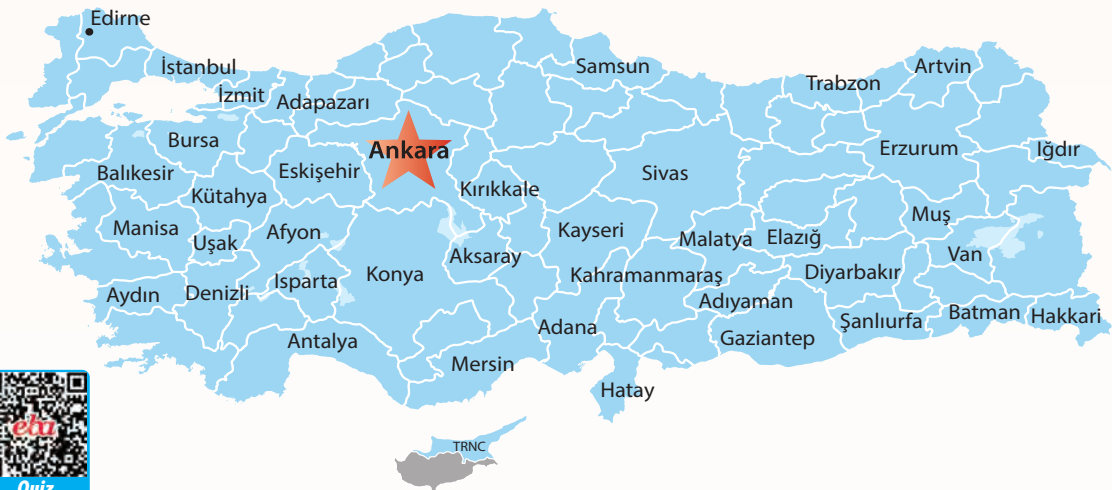 Edirne
İstanbul
Samsun
Artvin
Trabzon
İzmit
Adapazarı
Bursa
Ankara
Erzurum
Iğdır
Balıkesir
Eskişehir
Sivas
Kütahya
Kırıkkale
Manisa
Uşak
Afyon
Kayseri
Malatya
Elazığ
Muş
Aksaray
Van
Aydın
Denizli
Isparta
Konya
Kahramanmaraş
Diyarbakır
Adıyaman
Antalya
Adana
Gaziantep
Şanlıurfa
Batman
Hakkari
Mersin
Hatay
TRNC
eba
Quiz